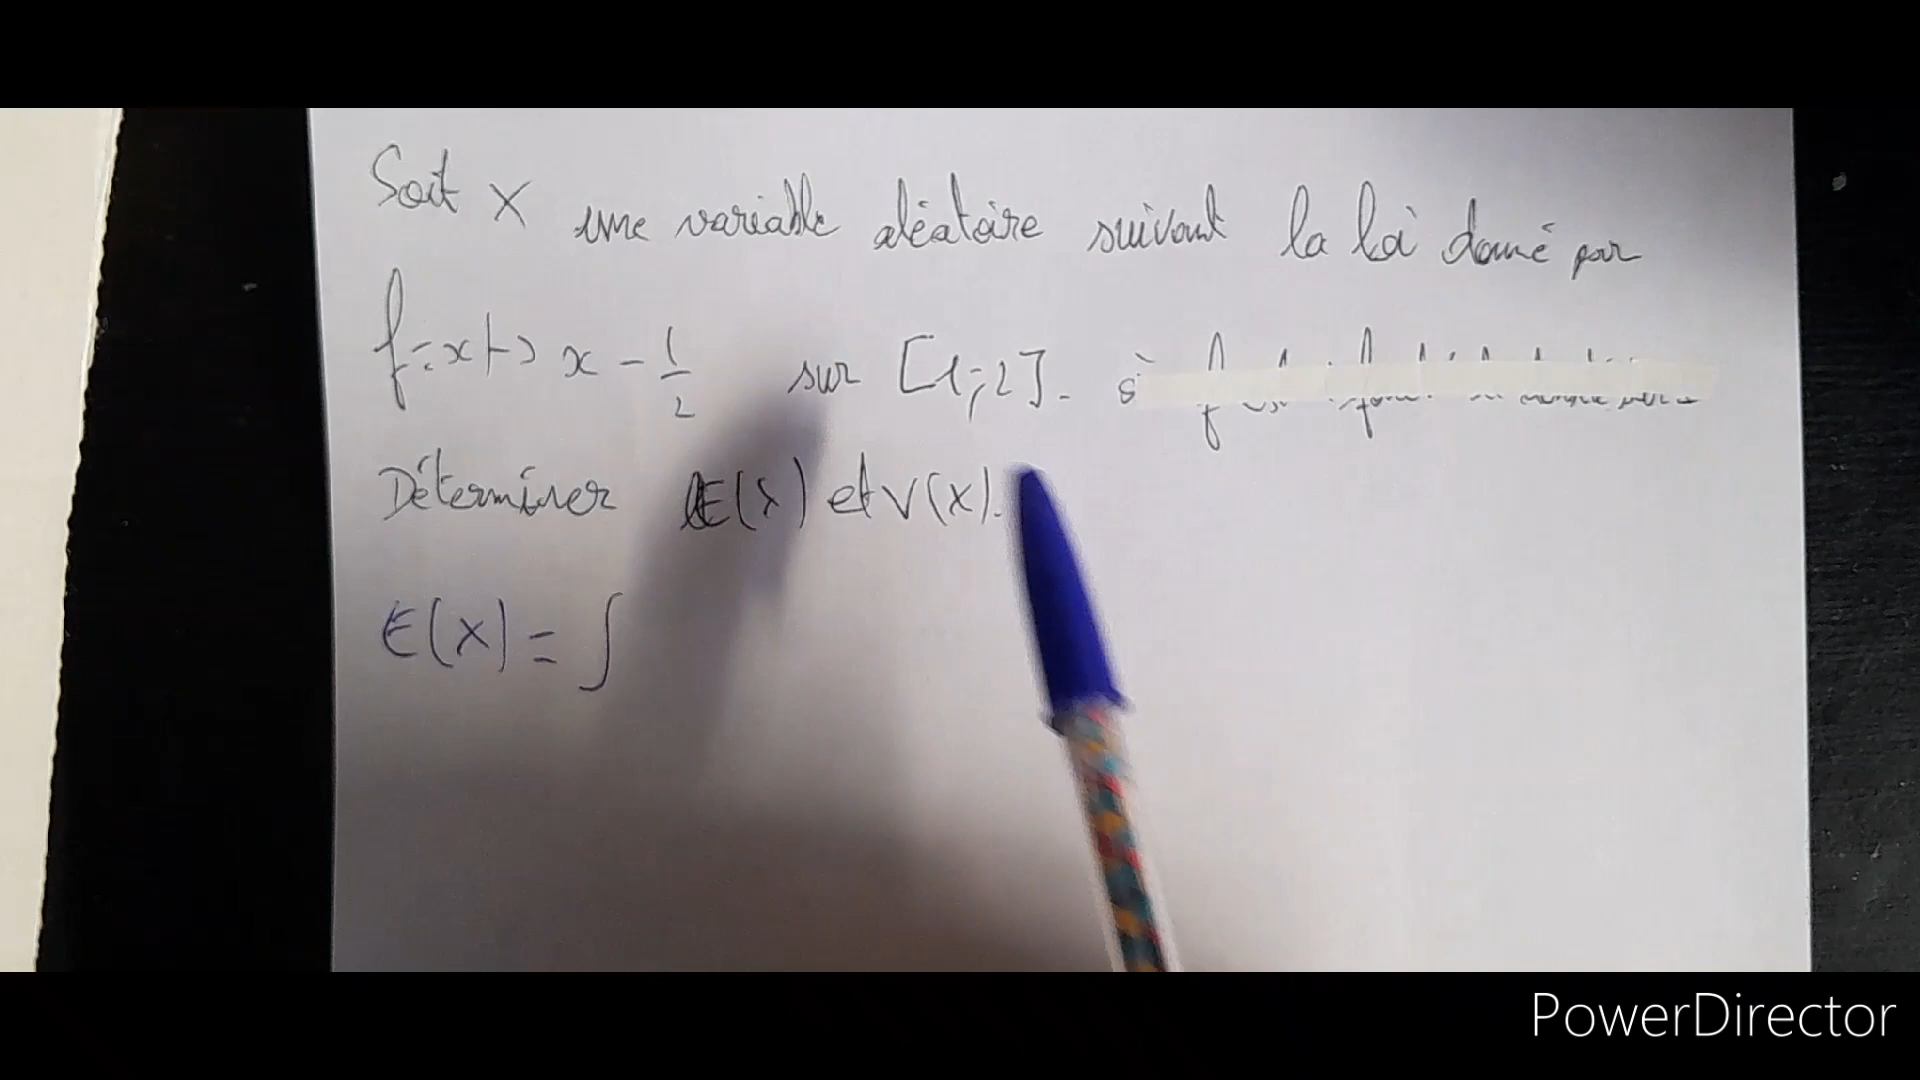 Soit X une variable aléatoire suivant la loi donné par
f: x ↦ x - 1/2 sur [1;2].
Déterminer E(X) et V(X).
E(X) = ∫
PowerDirector